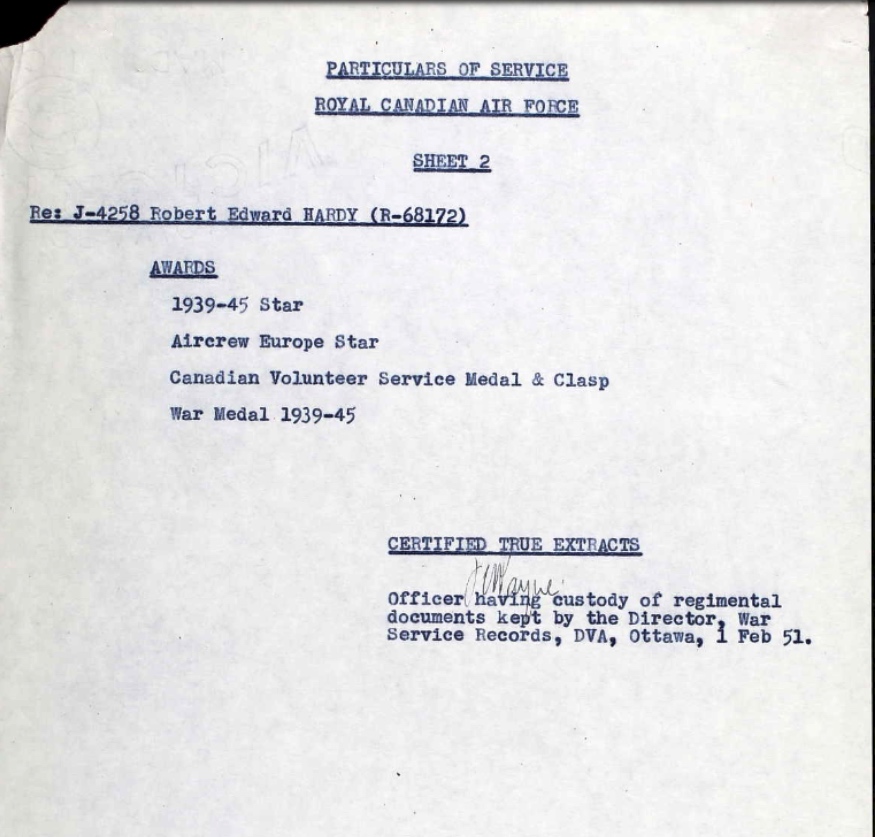 PARTICULARS OF SERVICE
ROYAL CANADIAN AIR FORCE
SHEET 2
Re: J-4258 Robert Edward HARDY (R-68172)
AWARDS
1939-45 Star
Aircrew Europe Star
Canadian Volunteer Service Medal & Clasp
War Medal 1939-45
CERTIFIED TRUE EXTRACTS
Officer having custody of regimental
documents kept by the Director, War
Service Records, DVA, Ottawa, 1 Feb 51.